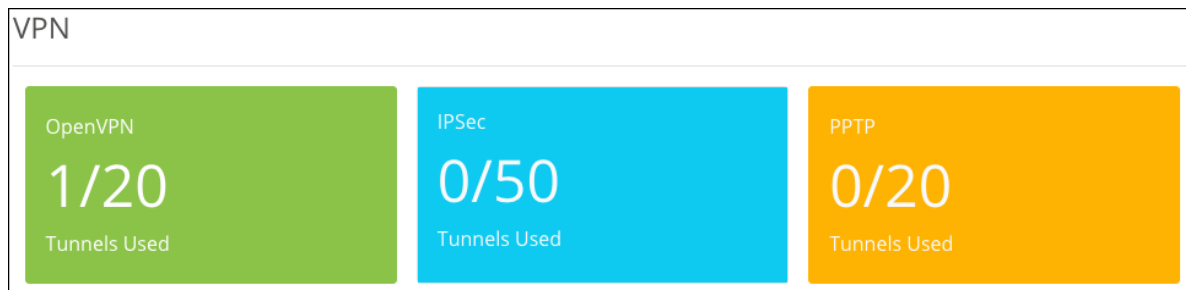 VPN
OpenVPN
1/20
Tunnels Used
IPSec
0/50
Tunnels Used
PPTP
0/20
Tunnels Used